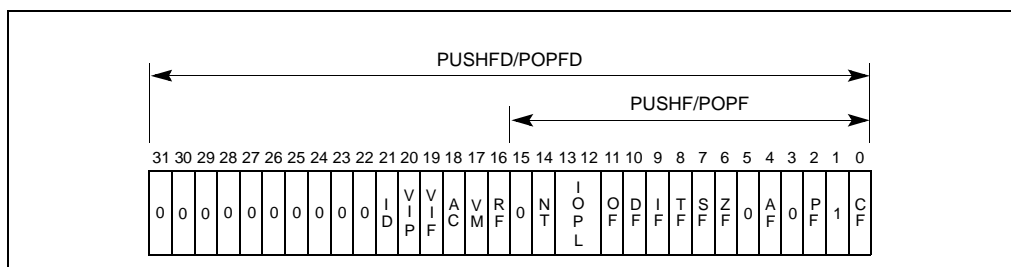 PUSHFD/POPFD
PUSHF/POPF
31 30 29 28 27 26 25 24 23 22 21 20 19 18 17 16 15 14 13 12 11 10 9 8 7 6 5 4 3 2 1 0
0 0 0 0 0 0 0 0 0 0 ID VIP VIF AC VM RF 0 NT IOPL OF DF IF TF SF ZF 0 AF 0 PF 1 CF